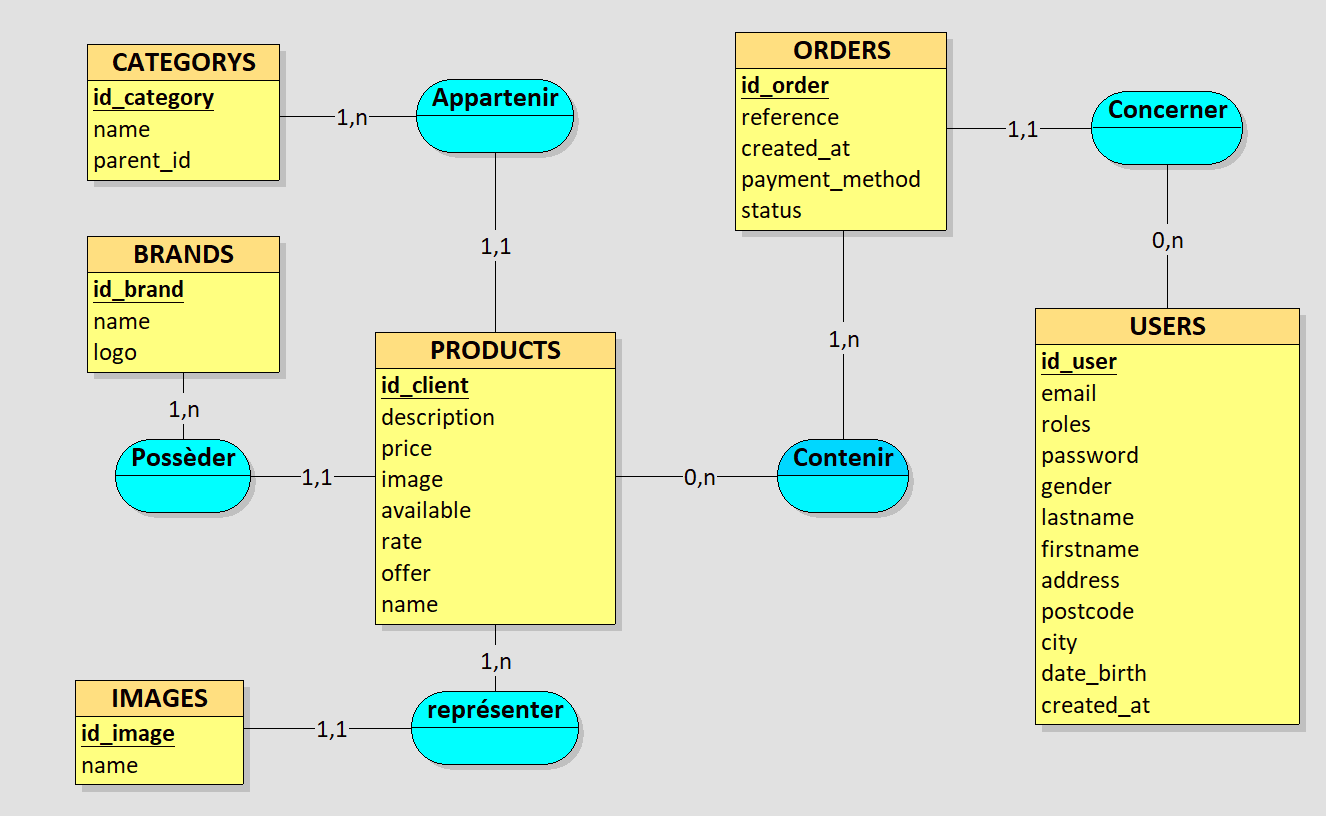 CATEGORYS
id_category
name
parent_id
1,n
Appartenir
1,1
BRANDS
id_brand
name
logo
1,n
Possèder
1,1
PRODUCTS
id_client
description
price
image
available
rate
offer
name
0,n
Contenir
1,n
ORDERS
id_order
reference
created_at
payment_method
status
1,1
Concerner
0,n
USERS
id_user
email
roles
password
gender
lastname
firstname
address
postcode
city
date_birth
created_at
1,n
représenter
1,1
IMAGES
id_image
name